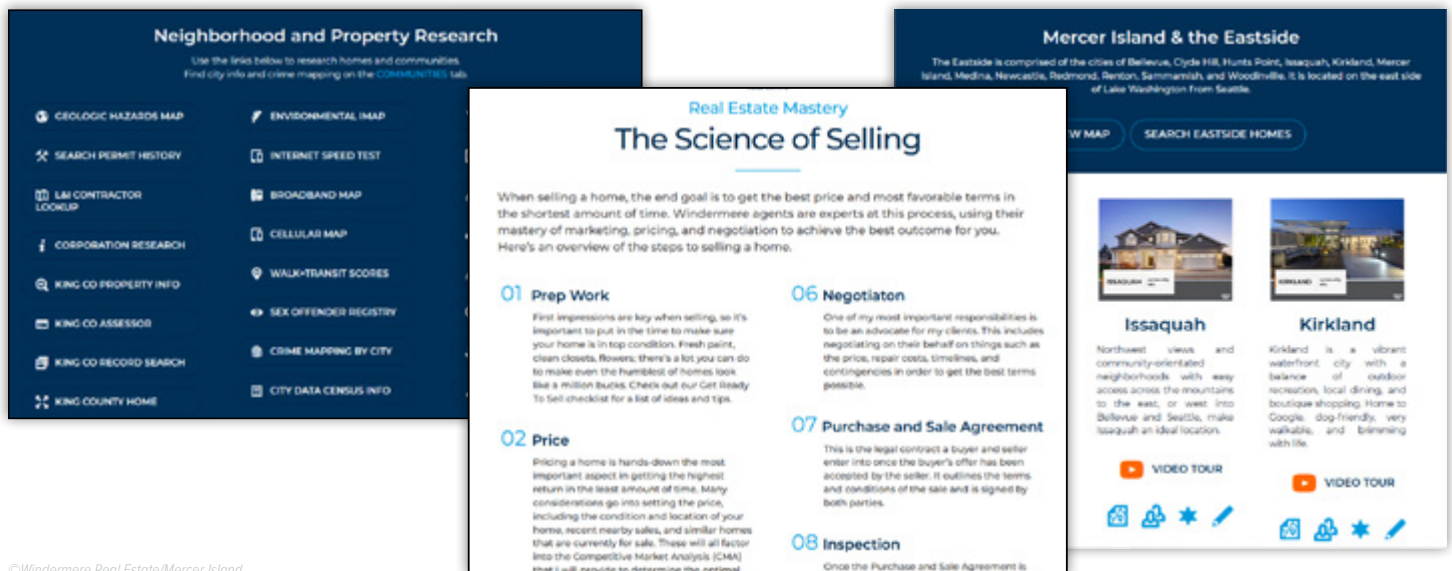 Neighborhood and Property Research
Use the links below to research homes and communities.
Find city info and crime mapping on the COMMUNITIES tab.
GEOLOGIC HAZARDS MAP
SEARCH PERMIT HISTORY
L&I CONTRACTOR
LOOKUP
CORPORATION RESEARCH
KING CO PROPERTY INFO
KING CO ASSESSOR
KING CO RECORD SEARCH
KING COUNTY HOME
ENVIRONMENTAL IMAP
INTERNET SPEED TEST
BROADBAND MAP
CELLULAR MAP
WALK+TRANSIT SCORES
SEX OFFENDER REGISTRY
CRIME MAPPING BY CITY
CITY DATA CENSUS INFO
Real Estate Mastery
The Science of Selling
When selling a home, the end goal is to get the best price and most favorable terms in
the shortest amount of time. Windermere agents are experts at this process, using their
mastery of marketing, pricing, and negotiation to achieve the best outcome for you.
Here's an overview of the steps to selling a home.
01 Prep Work
First impressions are key when selling, so it's
important to put in the time to make sure
your home is in top condition. Fresh paint,
clean closets, flowers; there's a lot you can do
to make even the humblest of homes look
like a million bucks. Check out our Get Ready
To Sell checklist for a list of ideas and tips.
02 Price
Pricing a home is hands-down the most
important aspect in getting the highest
return in the least amount of time. Many
considerations go into setting the price,
including the condition and location of your
home, recent nearby sales, and similar homes
that are currently for sale. These will all factor
into the Competitive Market Analysis (CMA)
that I will provide to determine the optimal
06 Negotiaton
One of my most important responsibilities is
to be an advocate for my clients. This includes
negotiating on their behalf on things such as
the price, repair costs, timelines, and
contingencies in order to get the best terms
possible.
07 Purchase and Sale Agreement
This is the legal contract a buyer and seller
enter into once the buyer's offer has been
accepted by the seller. It outlines the terms
and conditions of the sale and is signed by
both parties.
08 Inspection
Once the Purchase and Sale Agreement is
Mercer Island & the Eastside
The Eastside is comprised of the cities of Bellevue, Clyde Hill, Hunts Point, Issaquah, Kirkland, Mercer
Island, Medina, Newcastle, Redmond, Renton, Sammamish, and Woodinville. It is located on the east side
of Lake Washington from Seattle.
W MAP
SEARCH EASTSIDE HOMES
ISSAQUAH
KIRKLAND
Issaquah
Northwest views and
community-orientated
neighborhoods with easy
access across the mountains
to the east, or west into
Bellevue and Seattle, make
Issaquah an ideal location.
VIDEO TOUR
Kirkland
Kirkland is a vibrant
waterfront city with a
balance of outdoor
recreation, local dining, and
boutique shopping. Home to
Google, dog-friendly, very
walkable, and brimming
with life.
VIDEO TOUR
©Windermere Real Estate/Mercer Island